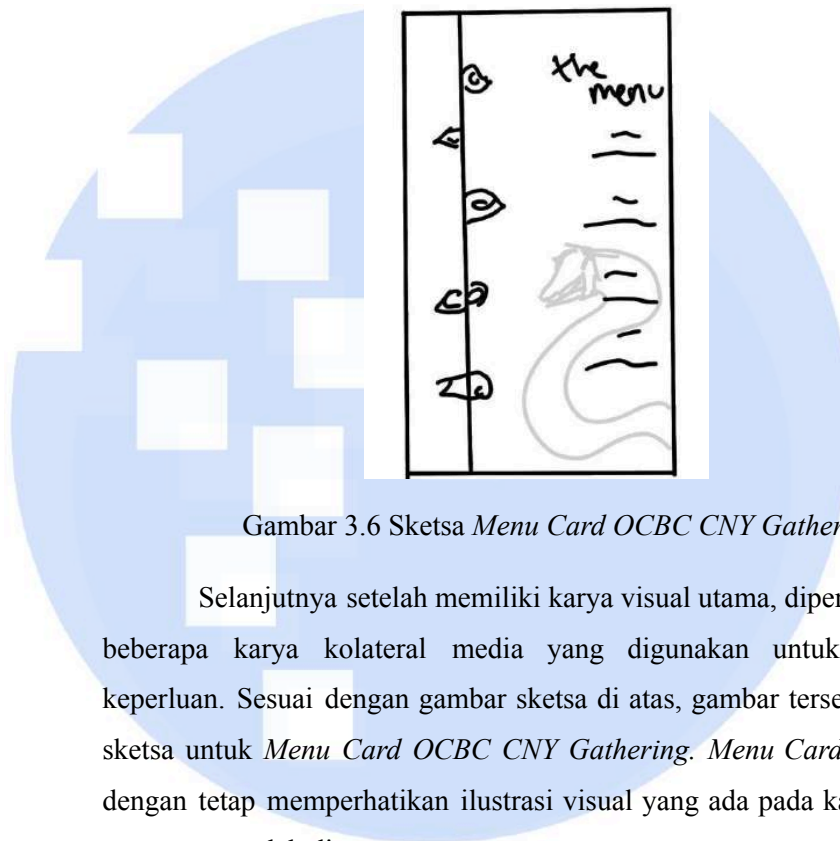 the
menu
Gambar 3.6 Sketsa Menu Card OCBC CNY Gather
Selanjutnya setelah memiliki karya visual utama, diper
beberapa karya kolateral media yang digunakan untuk
keperluan. Sesuai dengan gambar sketsa di atas, gambar terse
sketsa untuk Menu Card OCBC CNY Gathering. Menu Card
dengan tetap memperhatikan ilustrasi visual yang ada pada ka